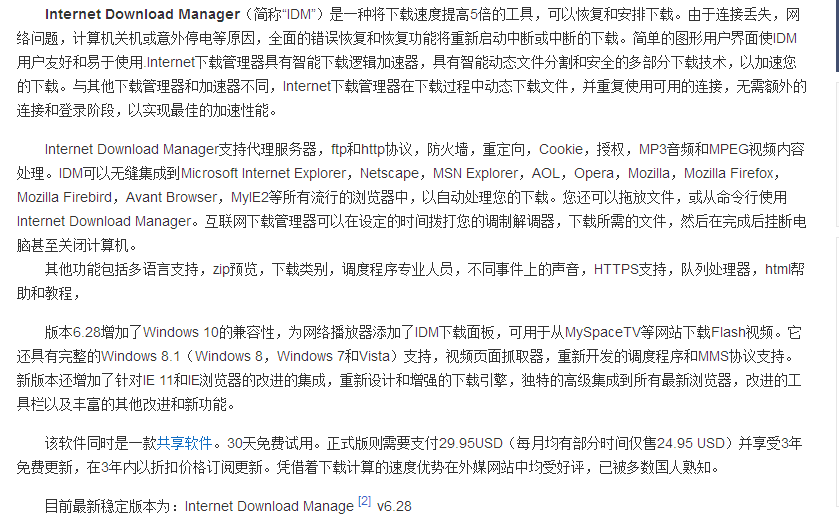 Internet Download Manager（简称“IDM”）是一种将下载速度提高5倍的工具，可以恢复和安排下载。由于连接丢失，网
络问题，计算机关机或意外停电等原因，全面的错误恢复和恢复功能将重新启动中断或中断的下载。简单的图形用户界面使IDM
用户友好和易于使用.Internet下载管理器具有智能下载逻辑加速器，具有智能动态文件分割和安全的多部分下载技术，以加速您
的下载。与其他下载管理器和加速器不同，Internet下载管理器在下载过程中动态下载文件，并重复使用可用的连接，无需额外的
连接和登录阶段，以实现最佳的加速性能。
Internet Download Manager支持代理服务器，ftp和http协议，防火墙，重定向，Cookie，授权，MP3音频和MPEG视频内容
处理。IDM可以无缝集成到Microsoft Internet Explorer，Netscape，MSN Explorer，AOL，Opera，Mozilla，Mozilla Firefox，
Mozilla Firebird，Avant Browser，MyIE2等所有流行的浏览器中，以自动处理您的下载。您还可以拖放文件，或从命令行使用
Internet Download Manager。互联网下载管理器可以在设定的时间拨打您的调制解调器，下载所需的文件，然后在完成后挂断电
脑甚至关闭计算机。
其他功能包括多语言支持，zip预览，下载类别，调度程序专业人员，不同事件上的声音，HTTPS支持，队列处理器，html帮
助和教程，
版本6.28增加了Windows 10的兼容性，为网络播放器添加了IDM下载面板，可用于从MySpaceTV等网站下载Flash视频。它
还具有完整的Windows 8.1（Windows 8，Windows 7和Vista）支持，视频页面抓取器，重新开发的调度程序和MMS协议支持。
新版本还增加了针对IE 11和IE浏览器的改进的集成，重新设计和增强的下载引擎，独特的高级集成到所有最新浏览器，改进的工
具栏以及丰富的其他改进和新功能。
该软件同时是一款共享软件。30天免费试用。正式版则需要支付29.95USD（每月均有部分时间仅售24.95 USD）并享受3年
免费更新，在3年内以折扣价格订阅更新。凭借着下载计算的速度优势在外媒网站中均受好评，已被多数国人熟知。
目前最新稳定版本为：Internet Download Manage [2] v6.28